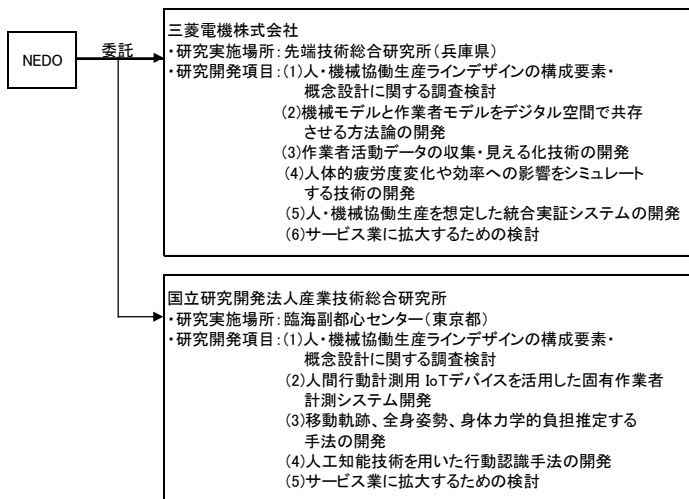 NEDO
委託
三菱電機株式会社
・研究実施場所:先端技術総合研究所(兵庫県)
・研究開発項目:(1)人・機械協働生産ラインデザインの構成要素・
概念設計に関する調査検討
(2)機械モデルと作業者モデルをデジタル空間で共存
させる方法論の開発
(3)作業者活動データの収集・見える化技術の開発
(4)人体的疲労度変化や効率への影響をシミュレート
する技術の開発
(5)人・機械協働生産を想定した統合実証システムの開発
(6)サービス業に拡大するための検討
国立研究開発法人産業技術総合研究所
・研究実施場所:臨海副都心センター(東京都)
・研究開発項目:(1)人・機械協働生産ラインデザインの構成要素・
概念設計に関する調査検討
(2)人間行動計測用 IoTデバイスを活用した固有作業者
計測システム開発
(3)移動軌跡、全身姿勢、身体力学的負担推定する
手法の開発
(4)人工知能技術を用いた行動認識手法の開発
(5)サービス業に拡大するための検討